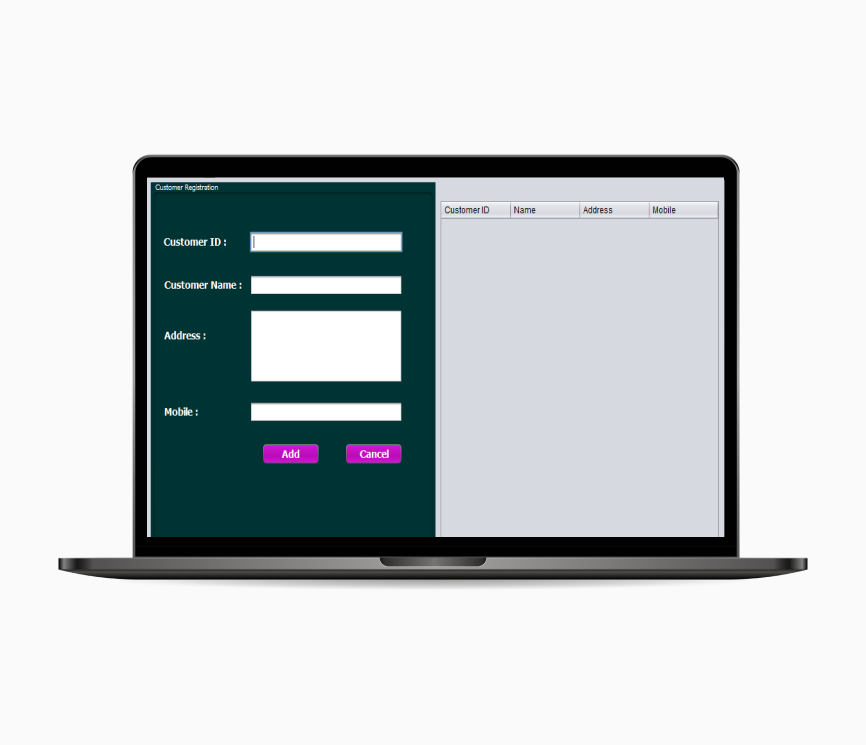 Customer Registration
Customer ID Name Address Mobile
Customer ID :
Customer Name :
Address :
Mobile :
Add Cancel